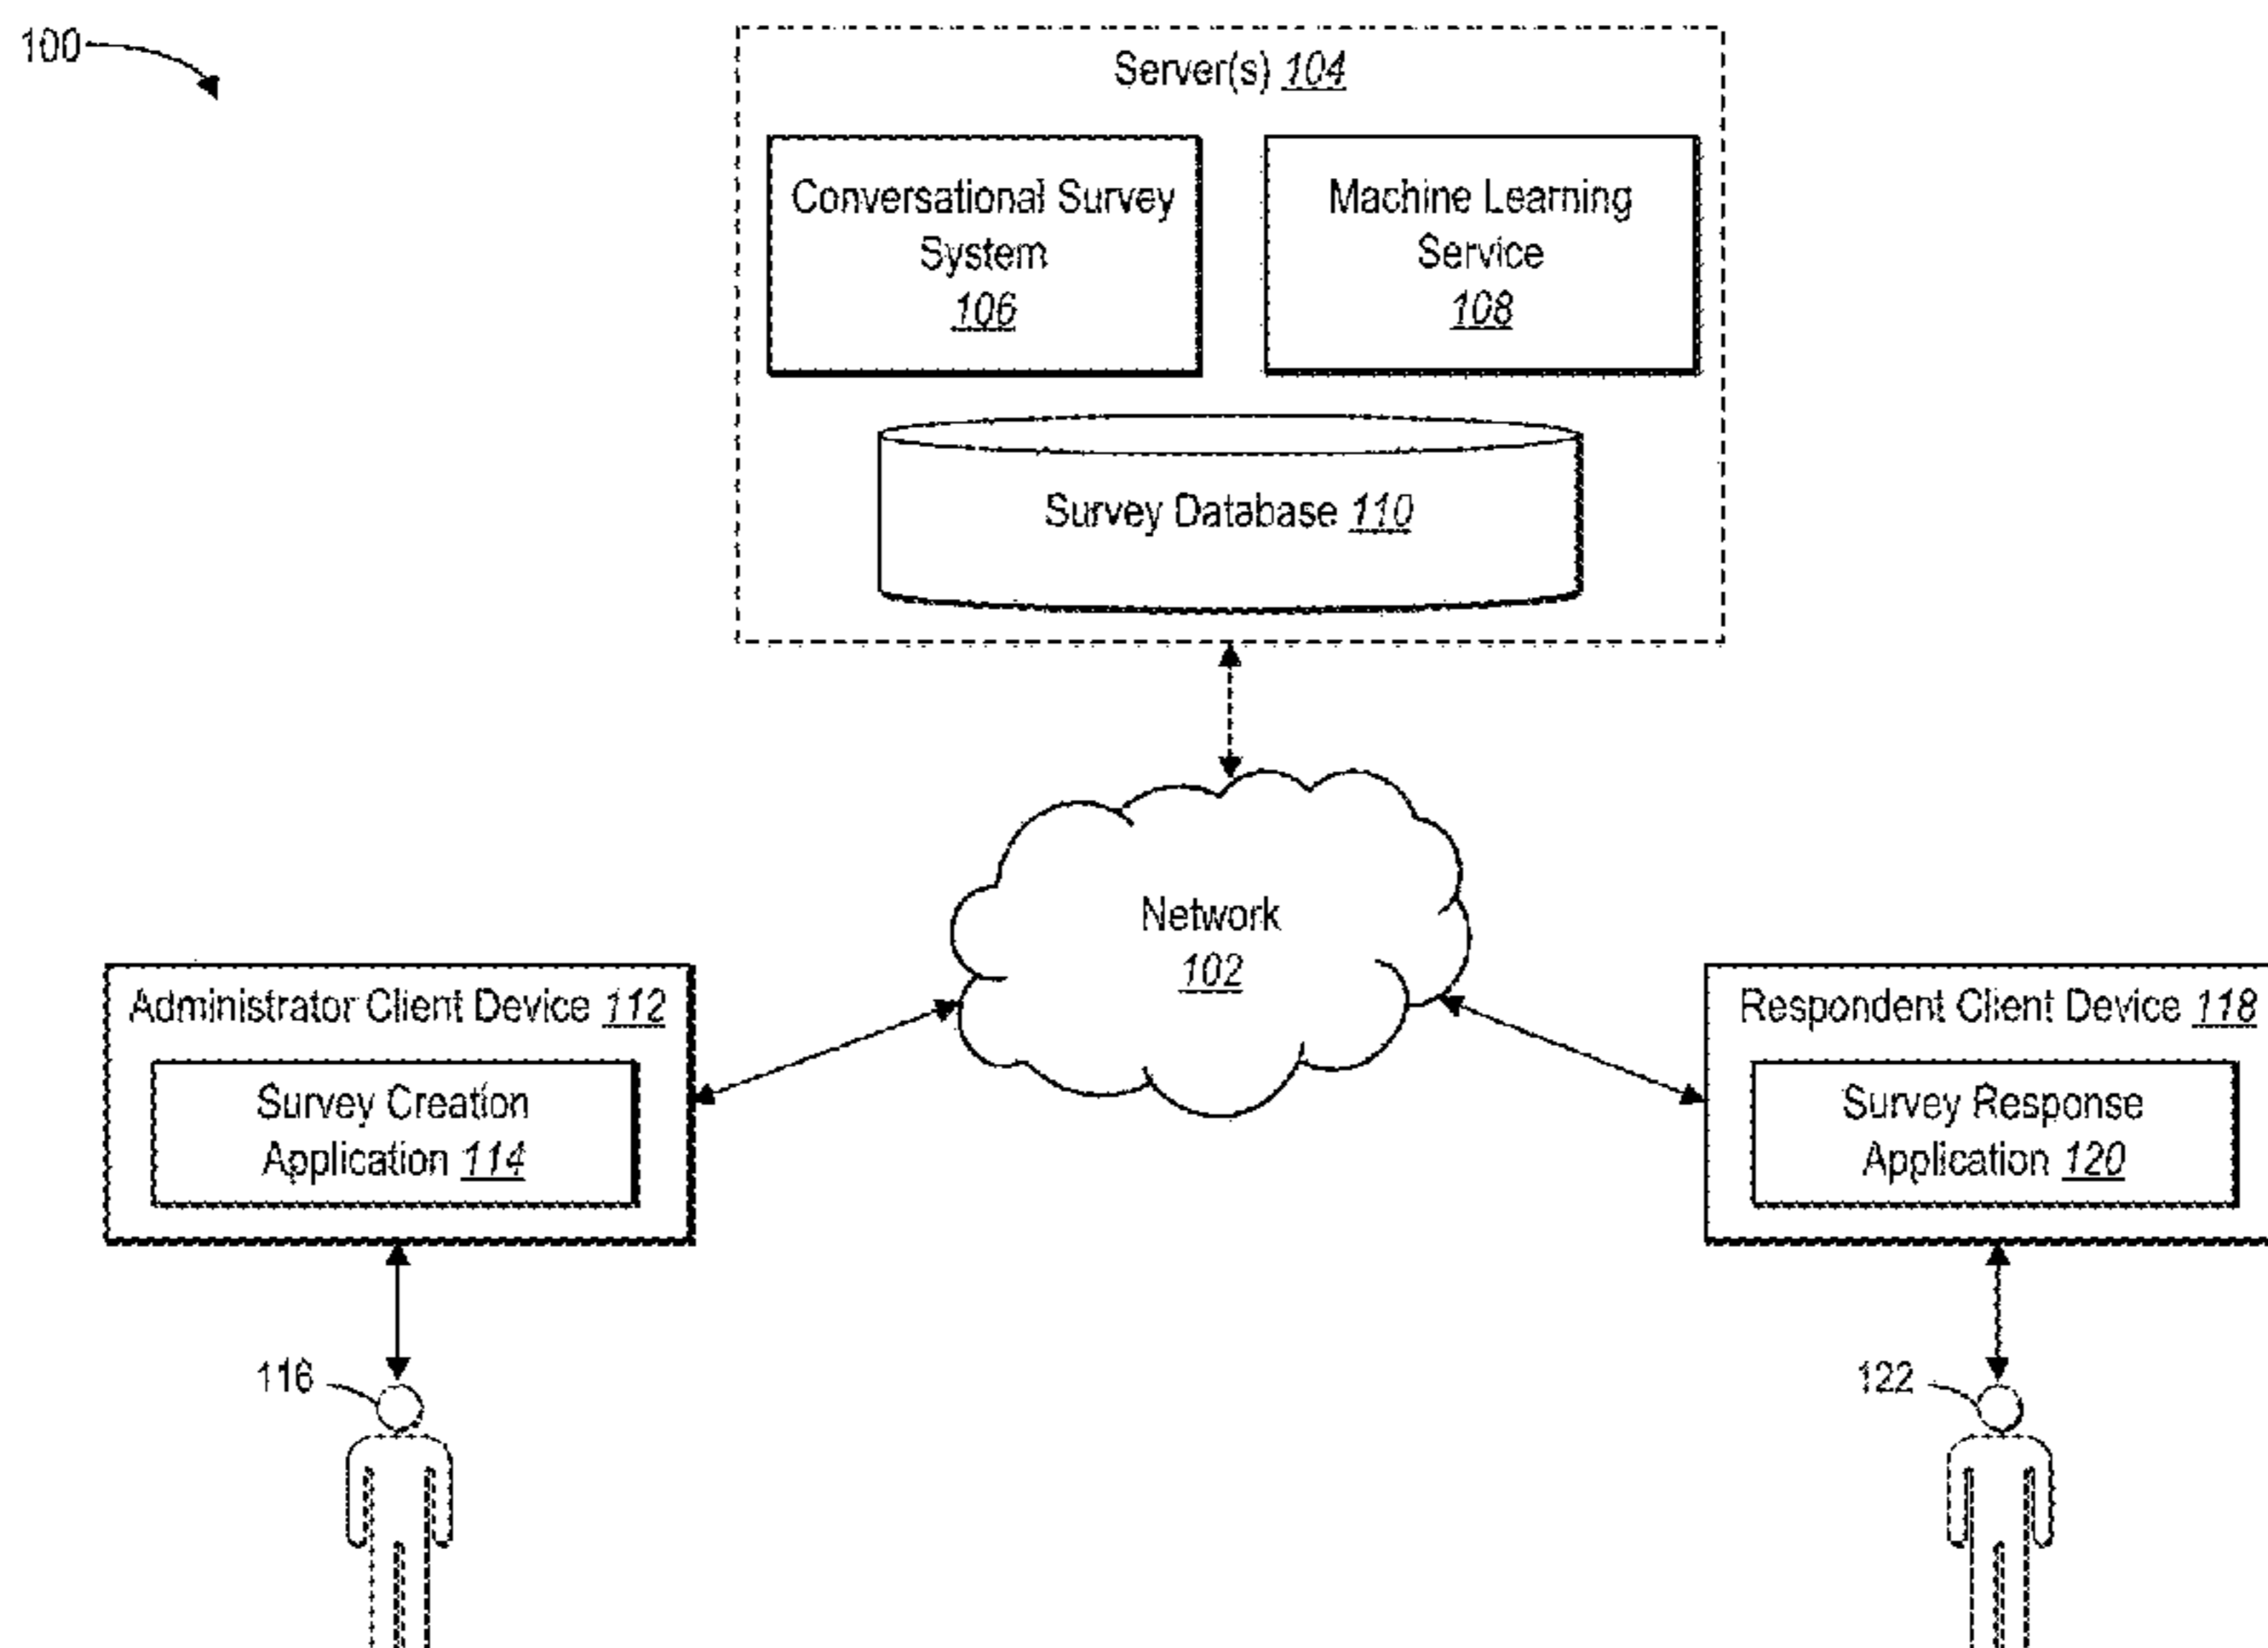 100
Server(s) 104
Conversational Survey
System
106
Machine Learning
Service
108
Survey Database 110
Network
102
Administrator Client Device 112
Survey Creation
Application 114
Respondent Client Device 118
Survey Response
Application 120
116
122